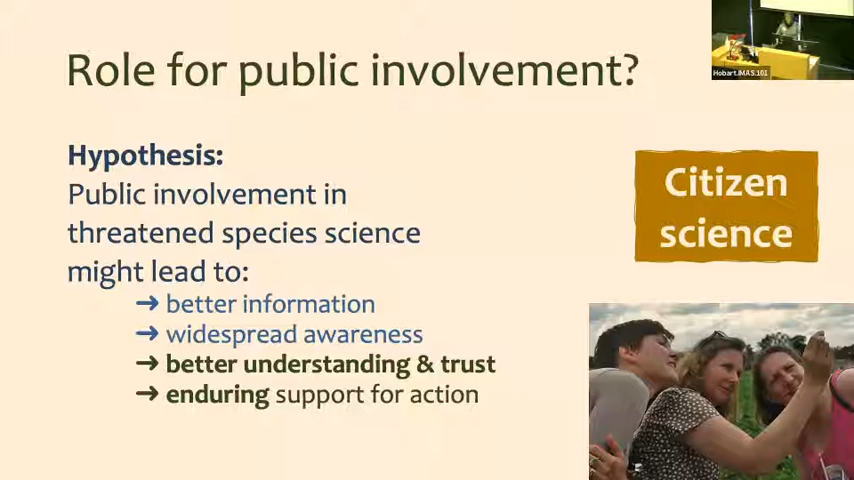 Role for public involvement?
Hobart.IMAS.101
Hypothesis:
Public involvement in
threatened species science
might lead to:
➔ better information
➔ widespread awareness
➔ better understanding & trust
➔ enduring support for action
Citizen
science